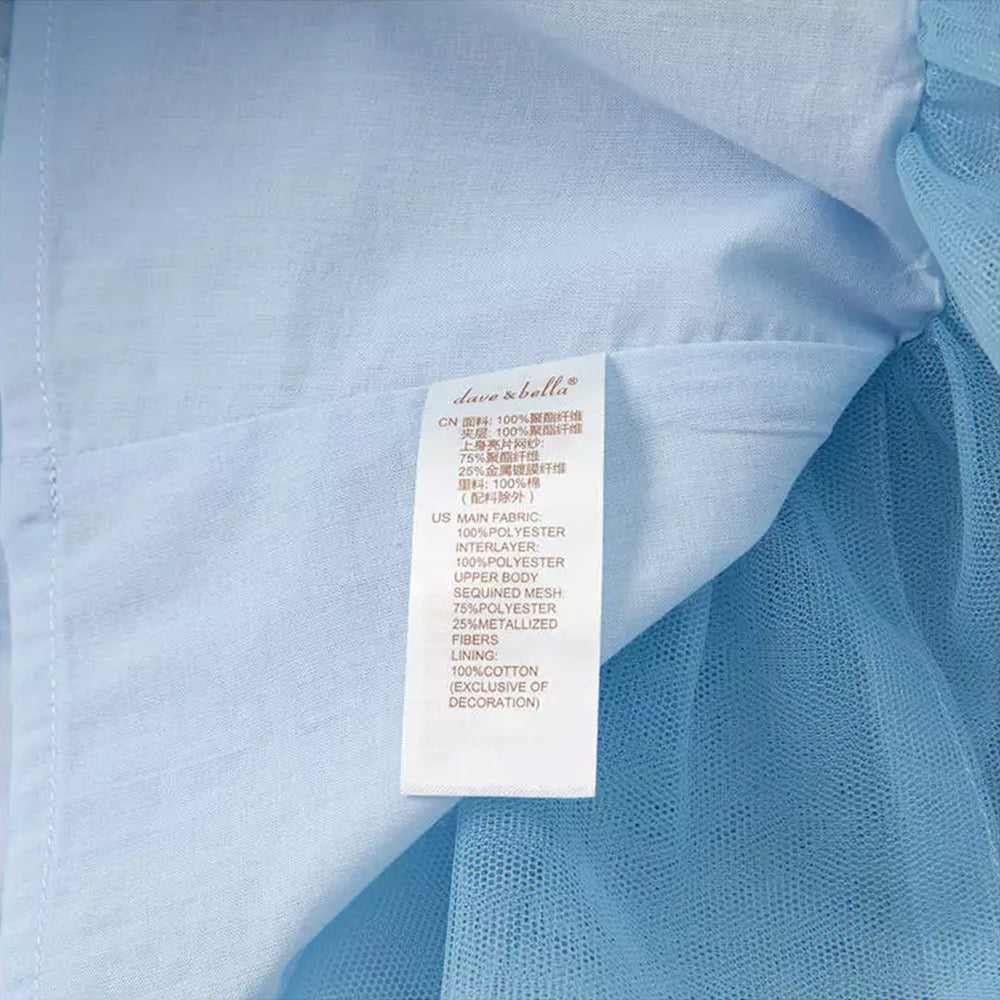 dave & bella®
CN 面料: 100%聚酯纤维
夹层: 100%聚酯纤维
上身亮片网纱:
75%聚酯纤维
25%金属镀膜纤维
里料: 100%棉
( 配料除外 )
US MAIN FABRIC:
100%POLYESTER
INTERLAYER:
100%POLYESTER
UPPER BODY
SEQUINED MESH:
75%POLYESTER
25%METALLIZED
FIBERS
LINING:
100%COTTON
(EXCLUSIVE OF
DECORATION)